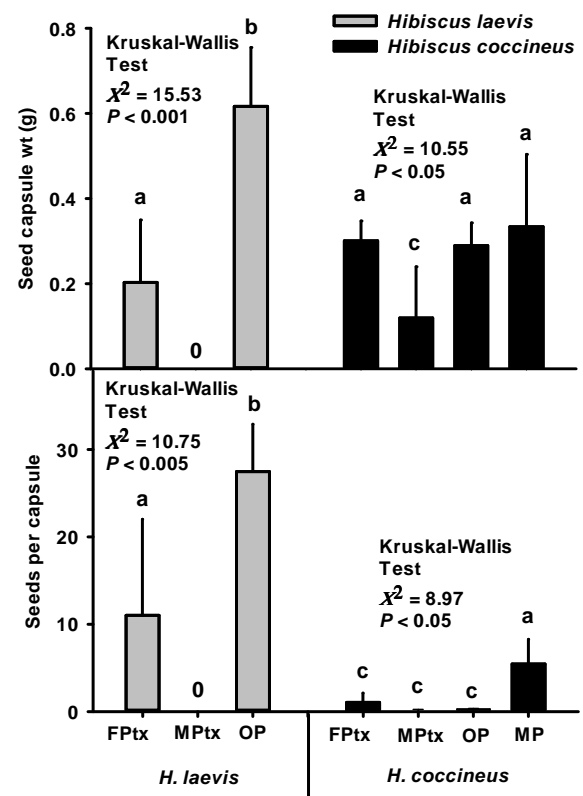 Hibiscus laevis
Hibiscus coccineus
Seed capsule wt (g)
0.8
0.6
0.4
0.2
0.0
Kruskal-Wallis
Test
X² = 15.53
P < 0.001
a
0
b
Kruskal-Wallis
Test
X² = 10.55
P < 0.05
a
c
a
a
Seeds per capsule
30
20
10
0
Kruskal-Wallis
Test
X² = 10.75
P < 0.005
a
0
b
Kruskal-Wallis
Test
X² = 8.97
P < 0.05
c
c
c
a
FPtx MPtx OP FPtx MPtx OP MP
H. laevis H. coccineus